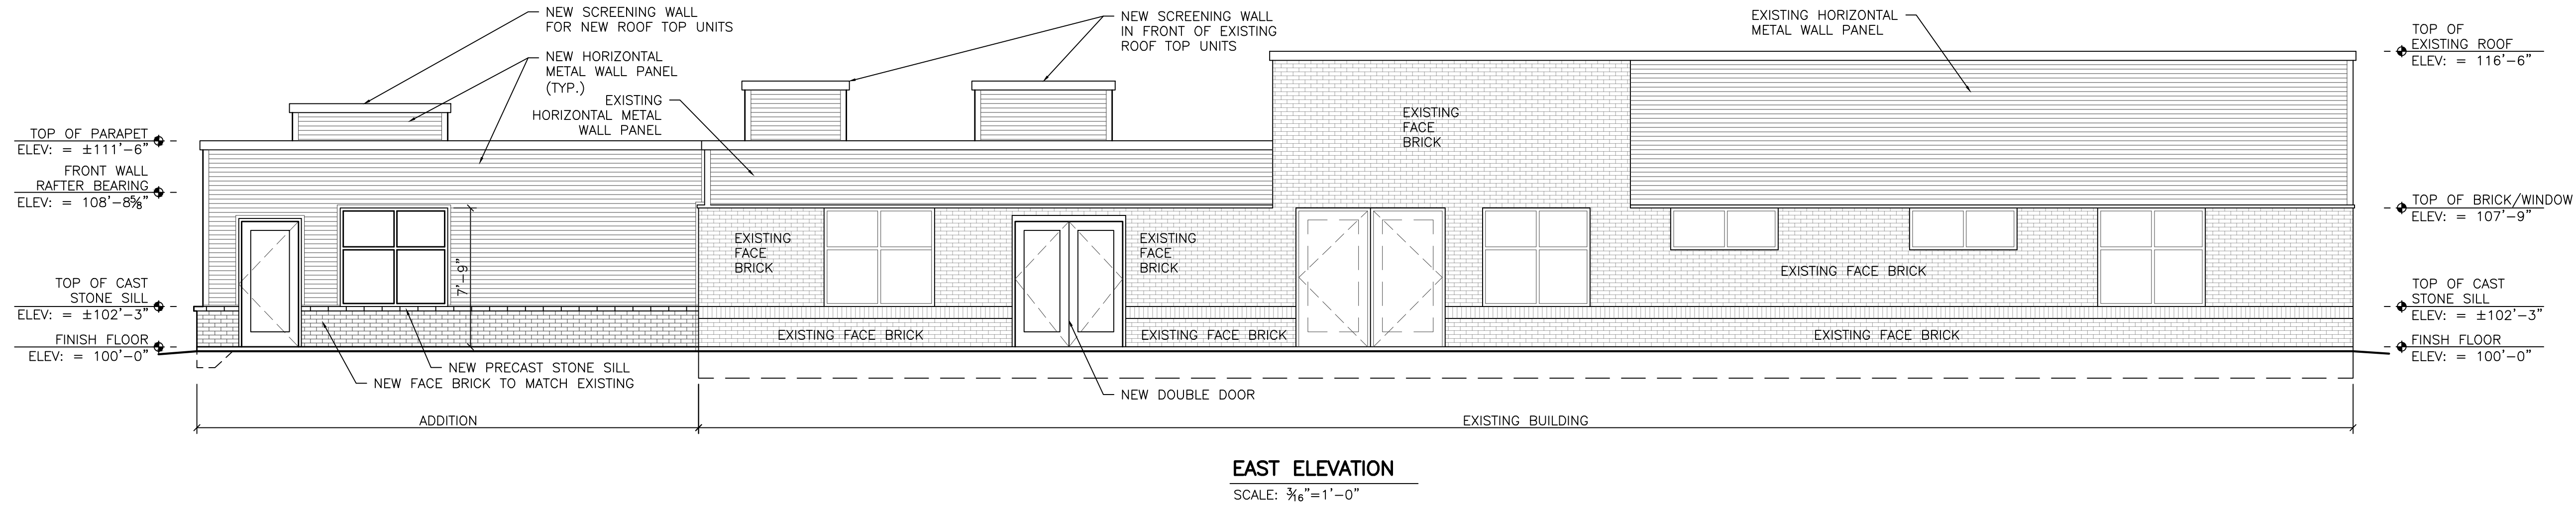 NEW SCREENING WALL
FOR NEW ROOF TOP UNITS
NEW HORIZONTAL
METAL WALL PANEL
(TYP.)
EXISTING
HORIZONTAL METAL
WALL PANEL
NEW SCREENING WALL
IN FRONT OF EXISTING
ROOF TOP UNITS
EXISTING HORIZONTAL
METAL WALL PANEL
TOP OF
EXISTING ROOF
ELEV: = 116'-6"
TOP OF PARAPET
ELEV: = ±111'-6"
FRONT WALL
RAFTER BEARING
ELEV: = 108'-8⅝"
TOP OF CAST
STONE SILL
ELEV: = ±102'-3"
FINISH FLOOR
ELEV: = 100'-0"
7'-9"
EXISTING
FACE
BRICK
EXISTING
FACE
BRICK
EXISTING
FACE
BRICK
EXISTING FACE BRICK
EXISTING FACE BRICK
EXISTING FACE BRICK
EXISTING FACE BRICK
TOP OF BRICK/WINDOW
ELEV: = 107'-9"
TOP OF CAST
STONE SILL
ELEV: = ±102'-3"
FINSH FLOOR
ELEV: = 100'-0"
NEW PRECAST STONE SILL
NEW FACE BRICK TO MATCH EXISTING
NEW DOUBLE DOOR
ADDITION
EXISTING BUILDING
EAST ELEVATION
SCALE: 3/16"=1'-0"